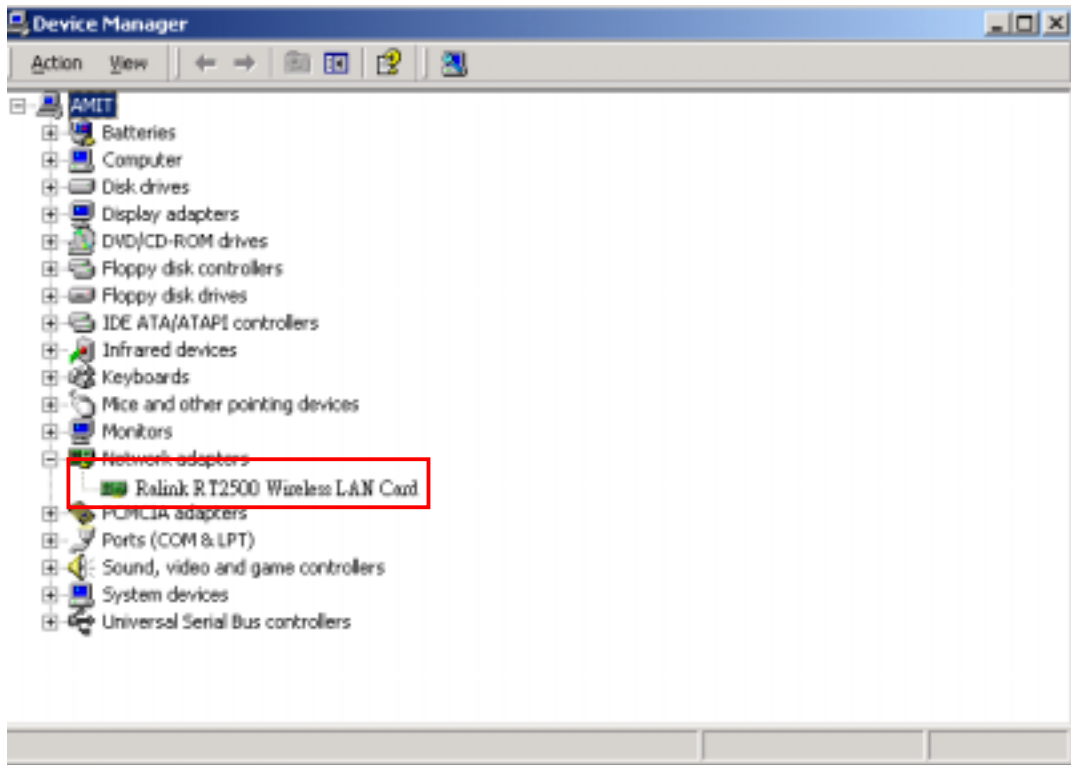 Device Manager
Action View
AMIT
Batteries
Computer
Disk drives
Display adapters
DVD/CD-ROM drives
Floppy disk controllers
Floppy disk drives
IDE ATA/ATAPI controllers
Infrared devices
Keyboards
Mice and other pointing devices
Monitors
Network adapters
Ralink RT2500 Wireless LAN Card
PCMCIA adapters
Ports (COM & LPT)
Sound, video and game controllers
System devices
Universal Serial Bus controllers